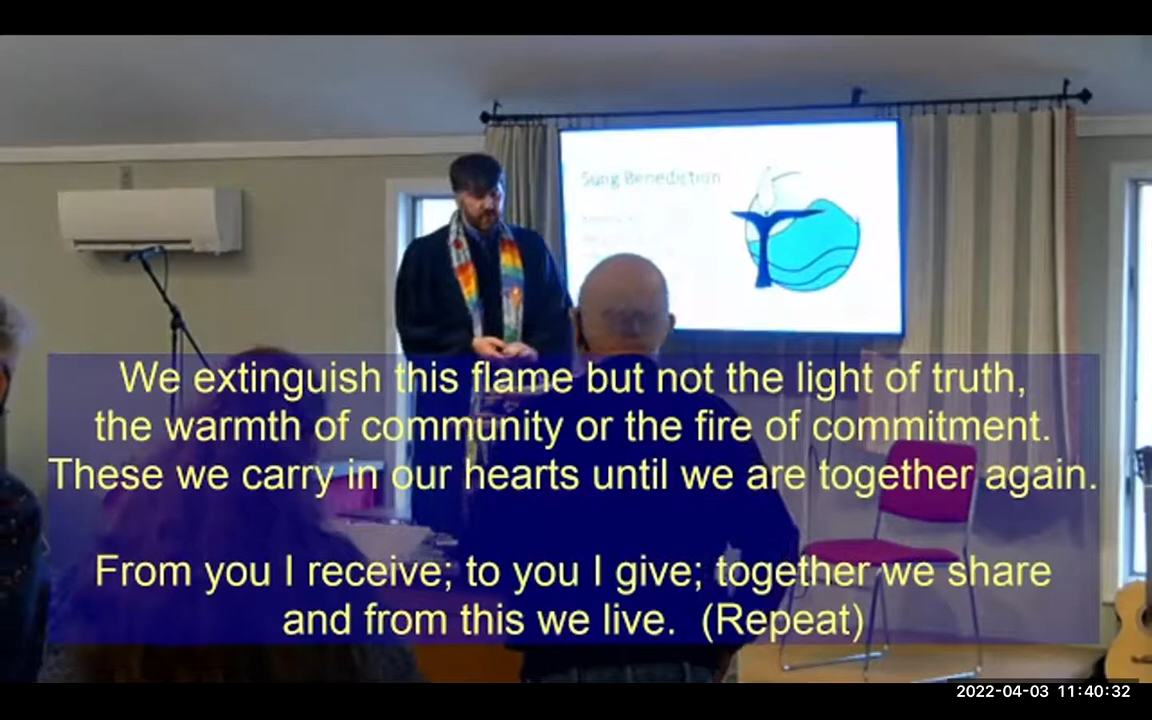 Sung Benediction
We extinguish this flame but not the light of truth,
the warmth of community or the fire of commitment.
These we carry in our hearts until we are together again.
From you I receive; to you I give; together we share
and from this we live. (Repeat)
2022-04-03 11:40:32